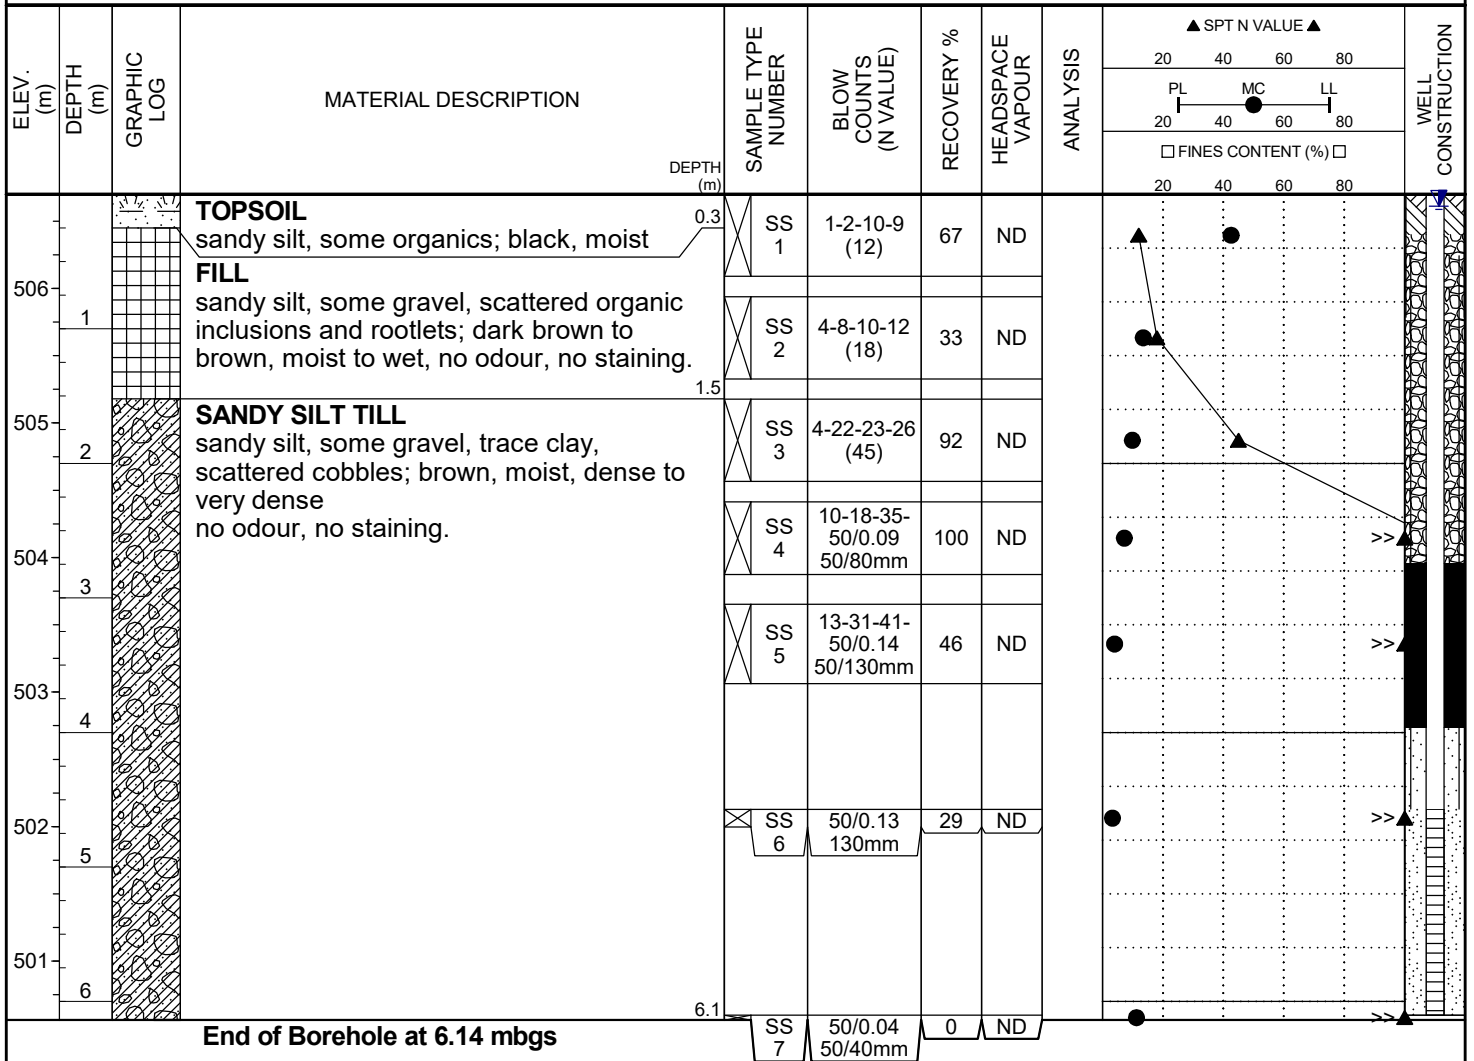 ELEV. (m)
DEPTH (m)
GRAPHIC LOG
MATERIAL DESCRIPTION
DEPTH (m)
SAMPLE TYPE NUMBER
BLOW COUNTS (N VALUE)
RECOVERY %
HEADSPACE VAPOUR
ANALYSIS
▲ SPT N VALUE ▲
20 40 60 80
PL MC LL
20 40 60 80
□ FINES CONTENT (%) □
20 40 60 80
WELL CONSTRUCTION
TOPSOIL
0.3
sandy silt, some organics; black, moist
SS 1
1-2-10-9
(12)
67
ND
FILL
sandy silt, some gravel, scattered organic
inclusions and rootlets; dark brown to
brown, moist to wet, no odour, no staining.
506
1
SS 2
4-8-10-12
(18)
33
ND
1.5
SANDY SILT TILL
sandy silt, some gravel, trace clay,
scattered cobbles; brown, moist, dense to
very dense
no odour, no staining.
505
2
SS 3
4-22-23-26
(45)
92
ND
504
SS 4
10-18-35-
50/0.09
50/80mm
100
ND
>>
3
SS 5
13-31-41-
50/0.14
50/130mm
46
ND
>>
503
4
502
SS 6
50/0.13
130mm
29
ND
>>
5
501
6
6.1
SS 7
50/0.04
50/40mm
0
ND
>>
End of Borehole at 6.14 mbgs